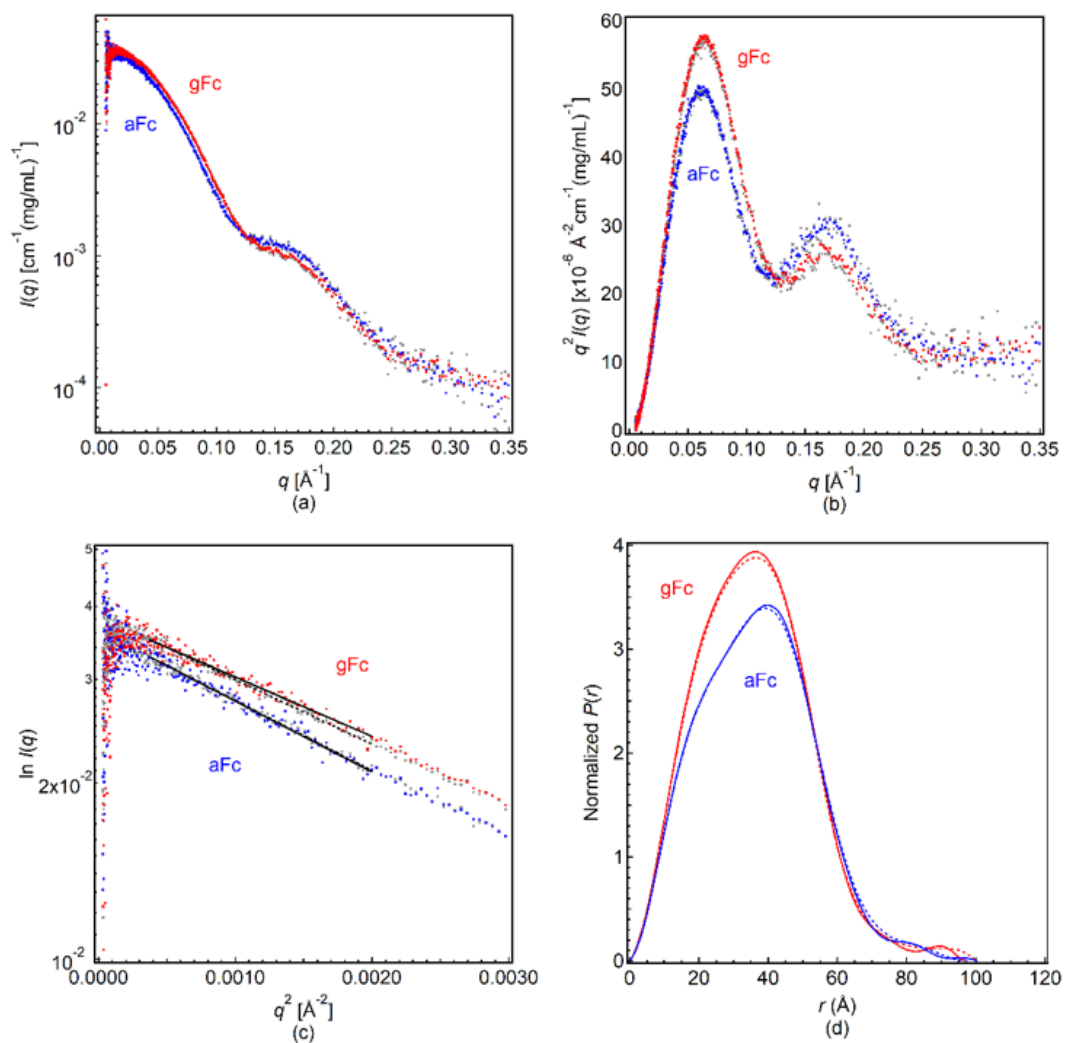 gFc
aFc
10⁻²
10⁻³
10⁻⁴
I(q) [cm⁻¹(mg/mL)⁻¹]
0.00 0.05 0.10 0.15 0.20 0.25 0.30 0.35
q [Å⁻¹]
(a)
gFc
aFc
60
50
40
30
20
10
0
q² I(q) [x10⁻⁶ Å⁻²cm⁻¹(mg/mL)⁻¹]
0.00 0.05 0.10 0.15 0.20 0.25 0.30 0.35
q [Å⁻¹]
(b)
5
4
3
2x10⁻²
10⁻²
ln I(q)
gFc
aFc
0.0000 0.0010 0.0020 0.0030
q² [Å⁻²]
(c)
gFc
aFc
4
3
2
1
0
Normalized P(r)
0 20 40 60 80 100 120
r (Å)
(d)